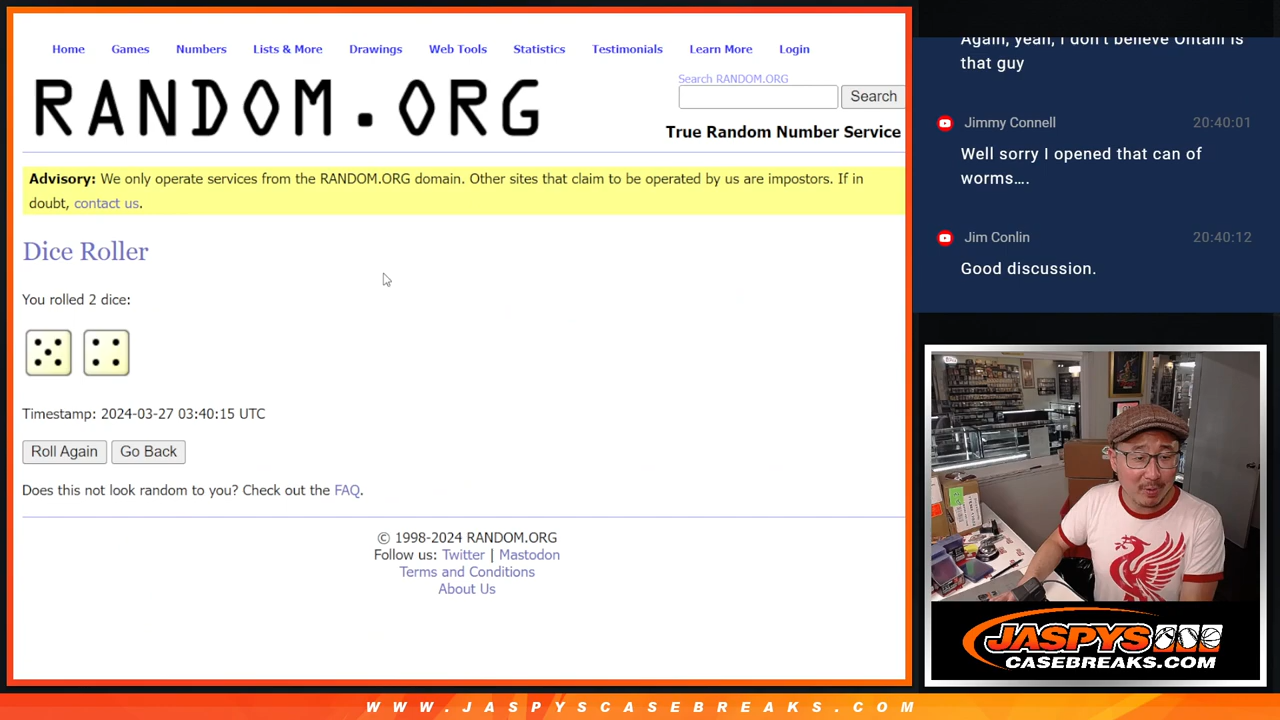 Home Games Numbers Lists & More Drawings Web Tools Statistics Testimonials Learn More Login
RANDOM.ORG
Search RANDOM.ORG
Search
True Random Number Service
Advisory: We only operate services from the RANDOM.ORG domain. Other sites that claim to be operated by us are impostors. If in
doubt, contact us.
Dice Roller
You rolled 2 dice:
Timestamp: 2024-03-27 03:40:15 UTC
Roll Again Go Back
Does this not look random to you? Check out the FAQ.
© 1998-2024 RANDOM.ORG
Follow us: Twitter | Mastodon
Terms and Conditions
About Us
Again, yeah, I don't believe Ohtani is
that guy
Jimmy Connell 20:40:01
Well sorry I opened that can of
worms....
Jim Conlin 20:40:12
Good discussion.
JASPYS
CASEBREAKS.COM
WWW.JASPYSCASEBREAKS.COM